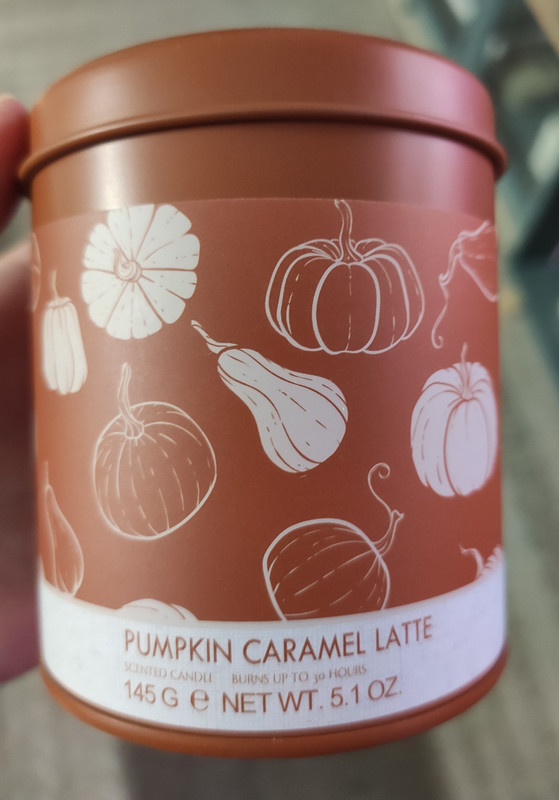 PUMPKIN CARAMEL LATTE
SCENTED CANDLE BURNS UP TO 30 HOURS
145 G ℮ NET WT. 5.1 OZ.